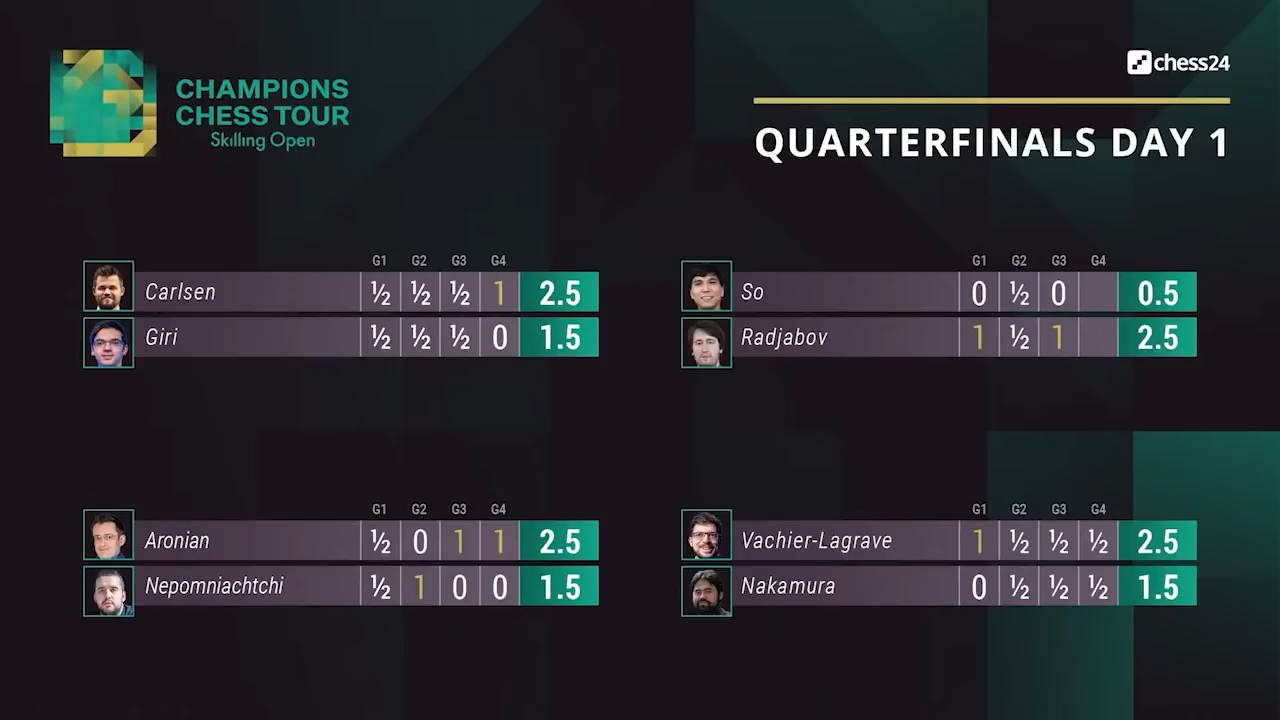 CHAMPIONS
CHESS TOUR
Skilling Open
chess24
QUARTERFINALS DAY 1
G1 G2 G3 G4
Carlsen ½ ½ ½ 1 2.5
Giri ½ ½ ½ 0 1.5
G1 G2 G3 G4
So 0 ½ 0 0.5
Radjabov 1 ½ 1 2.5
G1 G2 G3 G4
Aronian ½ 0 1 1 2.5
Nepomniachtchi ½ 1 0 0 1.5
G1 G2 G3 G4
Vachier-Lagrave 1 ½ ½ ½ 2.5
Nakamura 0 ½ ½ ½ 1.5